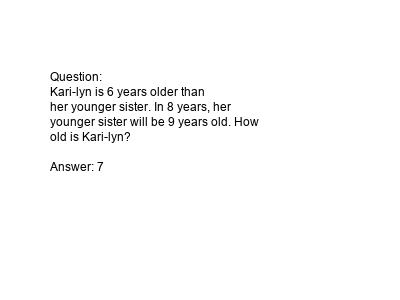 Question:
Kari-lyn is 6 years older than
her younger sister. In 8 years, her
younger sister will be 9 years old. How
old is Kari-lyn?
Answer: 7